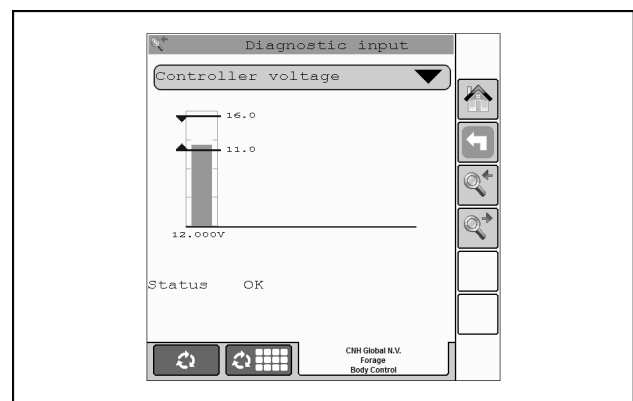 Diagnostic input
Controller voltage
16.0
11.0
12.000V
Status OK
CNH Global N.V.
Forage
Body Control